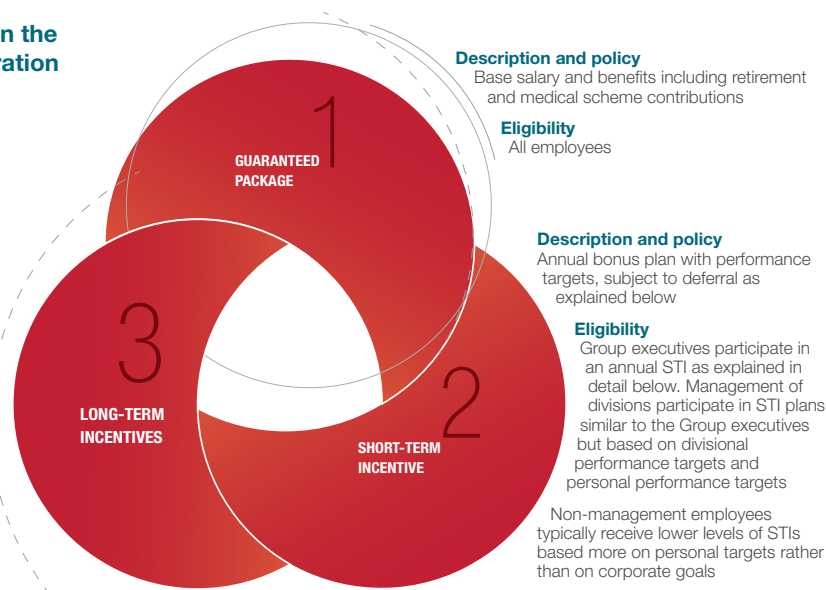 n the
ration
Description and policy
Base salary and benefits including retirement
and medical scheme contributions
Eligibility
All employees
1
GUARANTEED
PACKAGE
Description and policy
Annual bonus plan with performance
targets, subject to deferral as
explained below
Eligibility
Group executives participate in
an annual STI as explained in
detail below. Management of
divisions participate in STI plans
similar to the Group executives
but based on divisional
performance targets and
personal performance targets
Non-management employees
typically receive lower levels of STIs
based more on personal targets rather
than on corporate goals
3
LONG-TERM
INCENTIVES
2
SHORT-TERM
INCENTIVE